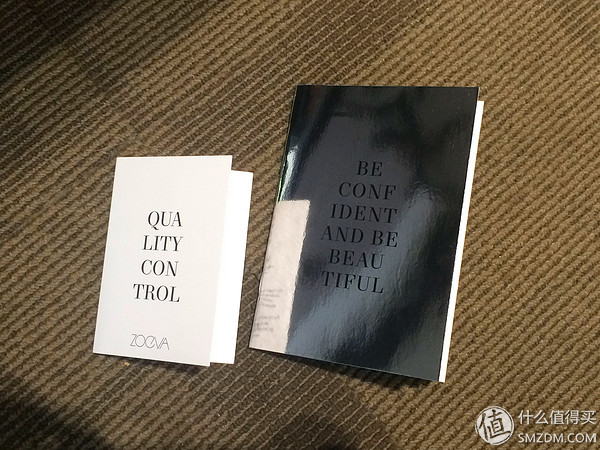 QUA
LITY
CON
TROL
ZOEVA
BE
CONF
IDENT
AND BE
BEAU
TIFUL
值 什么值得买
SMZDM.COM